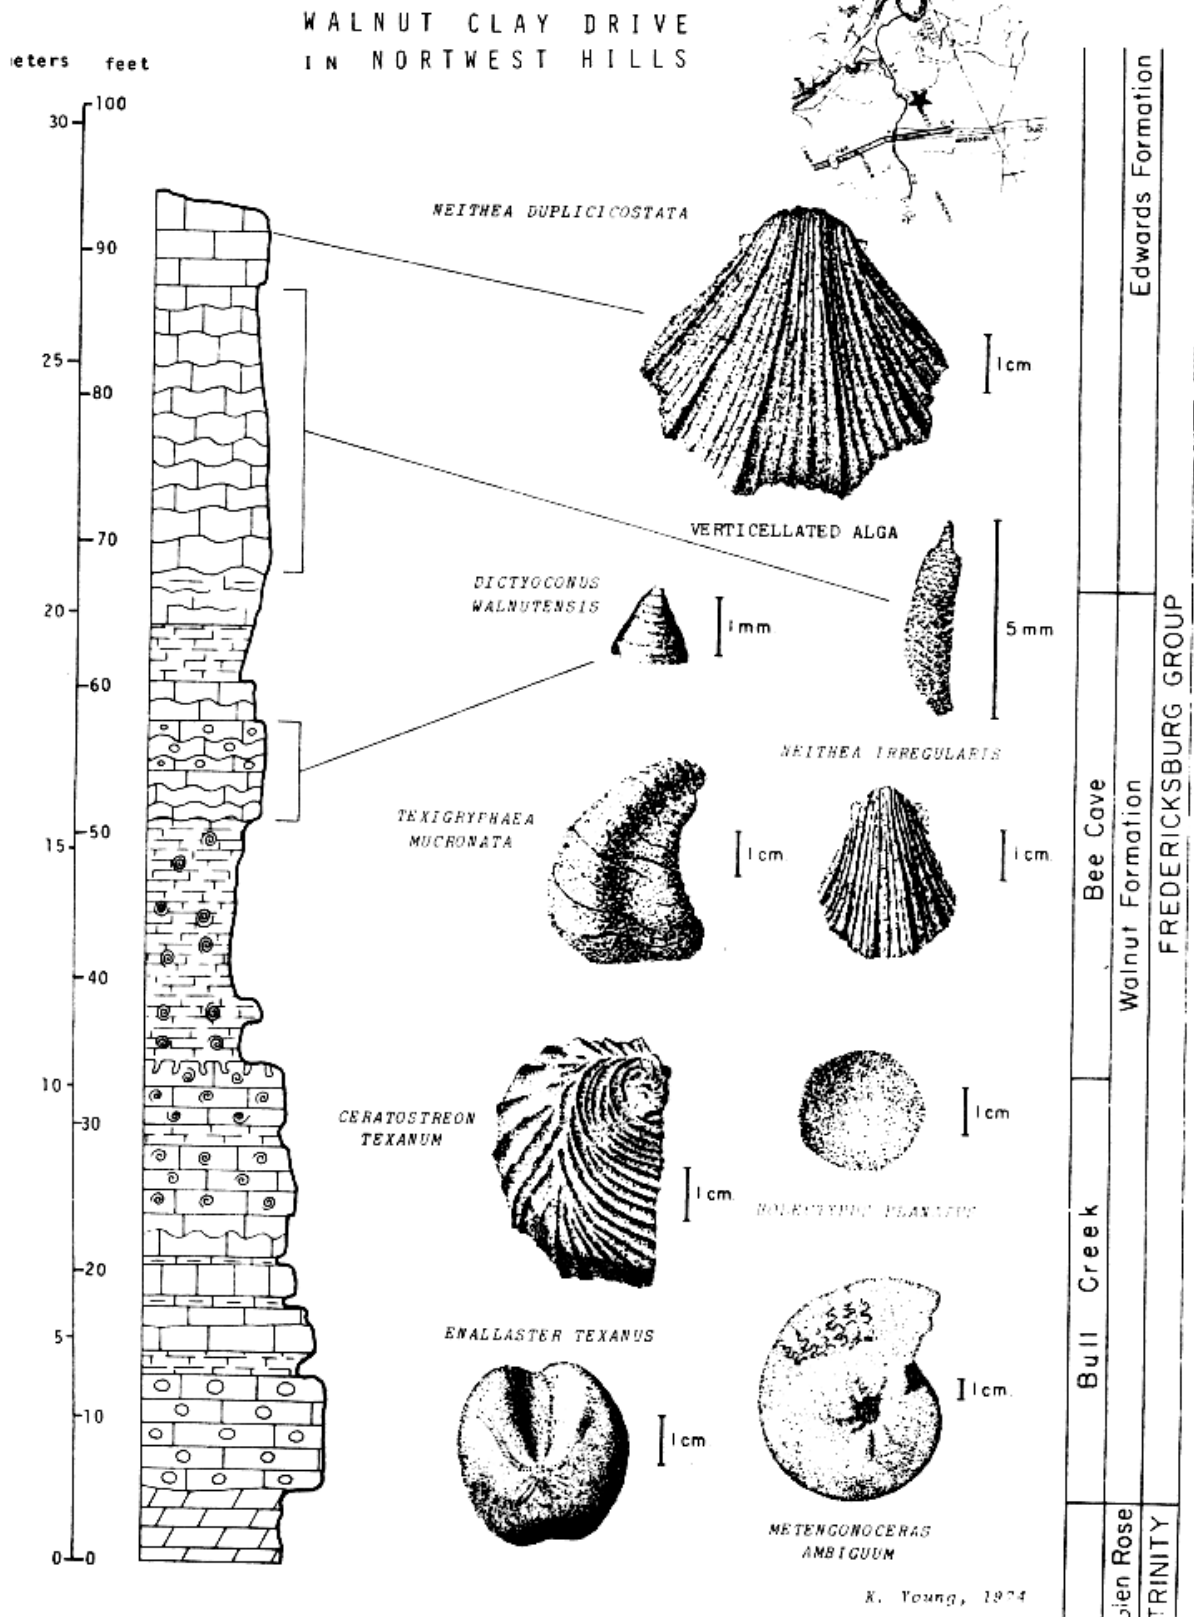 WALNUT CLAY DRIVE
IN NORTWEST HILLS
eters feet
100
30
90
25
80
70
20
60
50
15
40
10
30
20
5
10
0 0
NEITHEA DUPLICICOSTATA
1cm
VERTICELLATED ALGA
5mm
DICTYOCONUS
WALNUTENSIS
1mm.
NEITHEA IRREGULARIS
1cm.
TEXIGRYPHAEA
MUCRONATA
1cm.
CERATOSTREON
TEXANUM
1cm.
1cm
ENALLASTER TEXANUS
1cm
1cm.
METENGONOCERAS
AMBIGUUM
K. Young,
Edwards Formation
Bee Cave
Walnut Formation
FREDERICKSBURG GROUP
Bull Creek
Rose
TRINITY